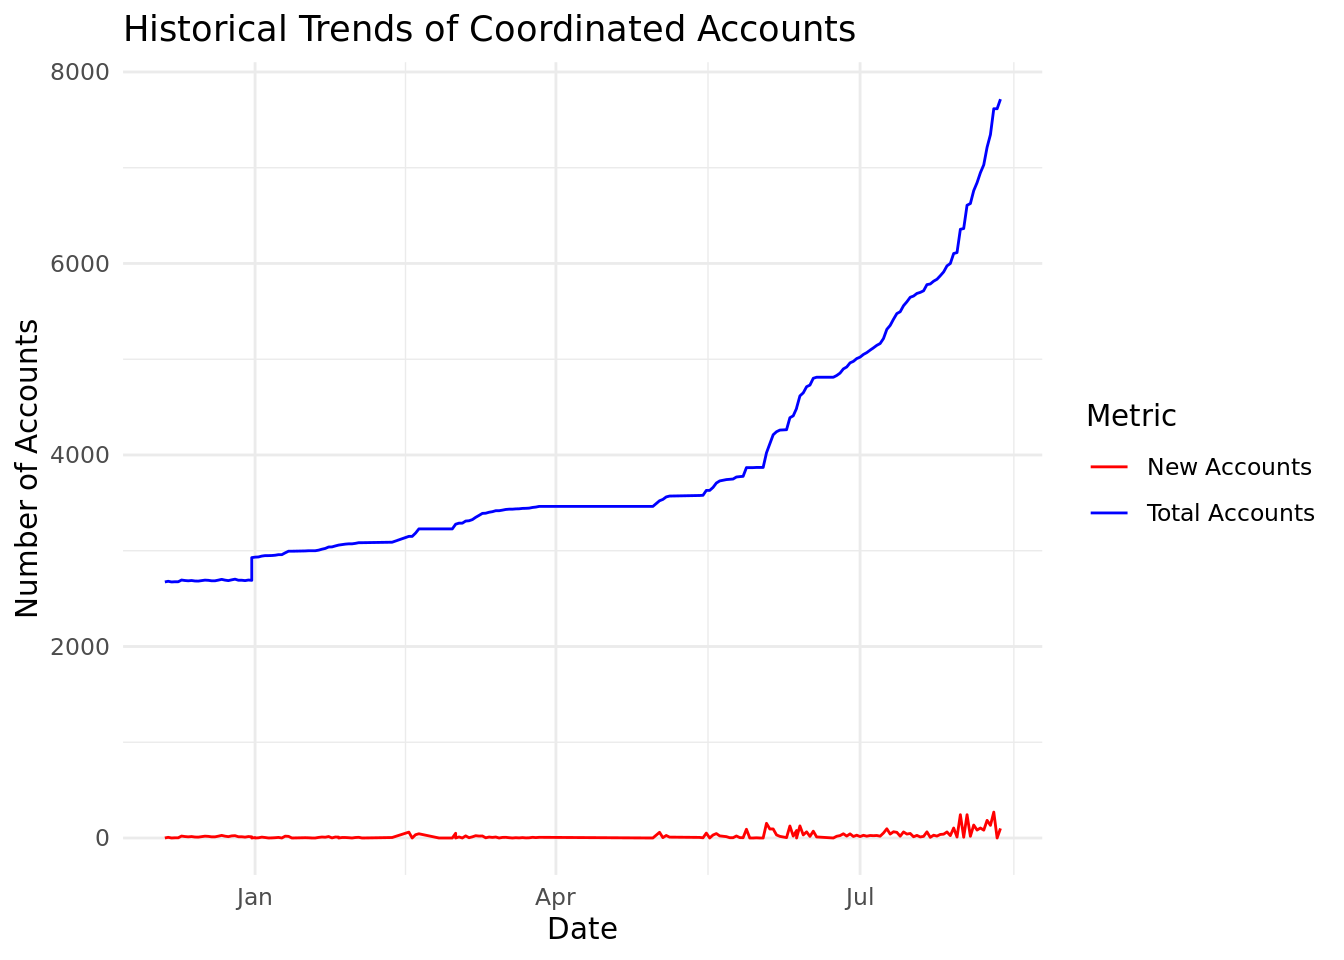 Historical Trends of Coordinated Accounts
8000
6000
4000
2000
0
Number of Accounts
Jan
Apr
Jul
Date
Metric
New Accounts
Total Accounts